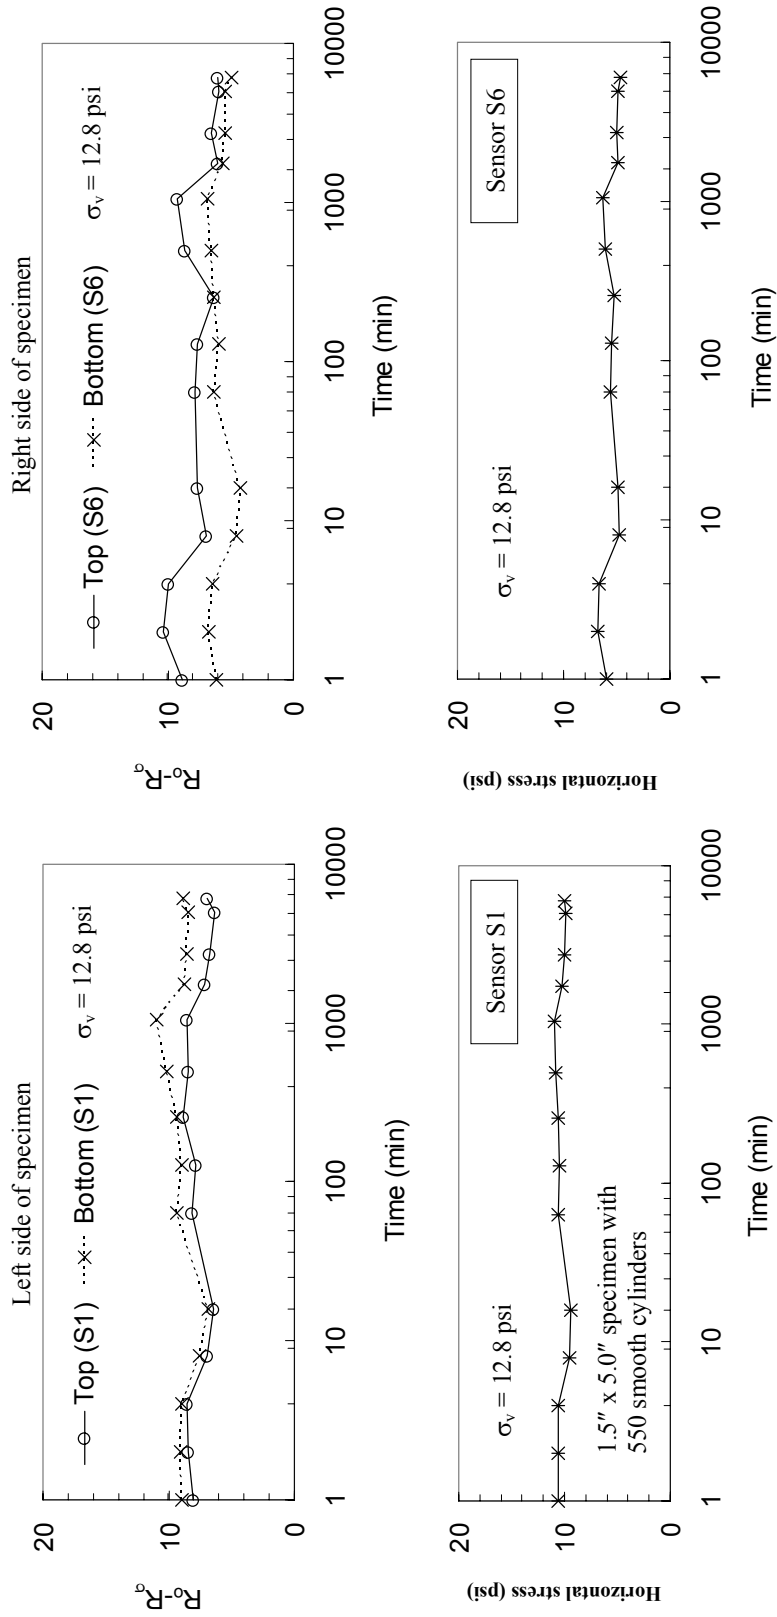 Left side of specimen
Top (S1)
Bottom (S1)
σv = 12.8 psi
20
10
0
Ro-Rσ
1
10
100
1000
10000
Time (min)
Right side of specimen
Top (S6)
Bottom (S6)
σv = 12.8 psi
20
10
0
Ro-Rσ
1
10
100
1000
10000
Time (min)
Sensor S1
σv = 12.8 psi
1.5″ x 5.0″ specimen with
550 smooth cylinders
20
10
0
Horizontal stress (psi)
1
10
100
1000
10000
Time (min)
Sensor S6
σv = 12.8 psi
20
10
0
Horizontal stress (psi)
1
10
100
1000
10000
Time (min)